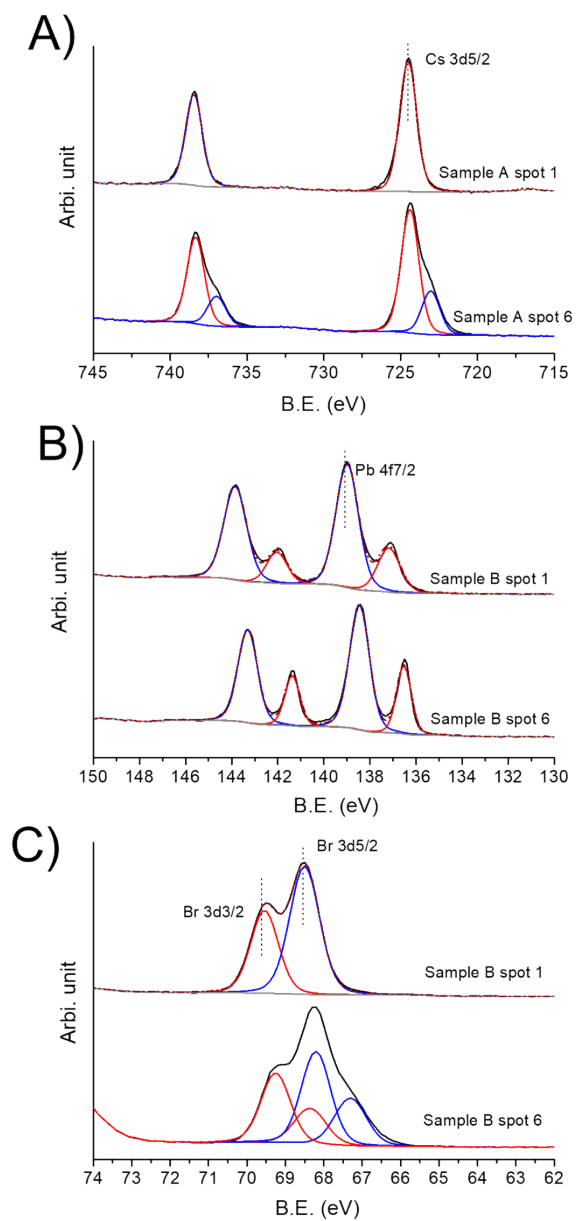 A)
Cs 3d5/2
Sample A spot 1
Sample A spot 6
Arbi. unit
745 740 735 730 725 720 715
B.E. (eV)
B)
Pb 4f7/2
Sample B spot 1
Sample B spot 6
Arbi. unit
150 148 146 144 142 140 138 136 134 132 130
B.E. (eV)
C)
Br 3d5/2
Br 3d3/2
Sample B spot 1
Sample B spot 6
Arbi. unit
74 73 72 71 70 69 68 67 66 65 64 63 62
B.E. (eV)